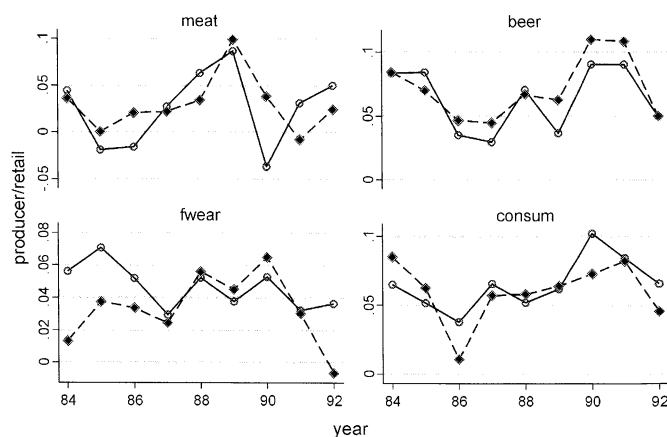 meat
beer
.1
.05
0
-.05
.1
.05
0
producer/retail
fwear
consum
.08
.06
.04
.02
0
.1
.05
0
84 86 88 90 92
84 86 88 90 92
year